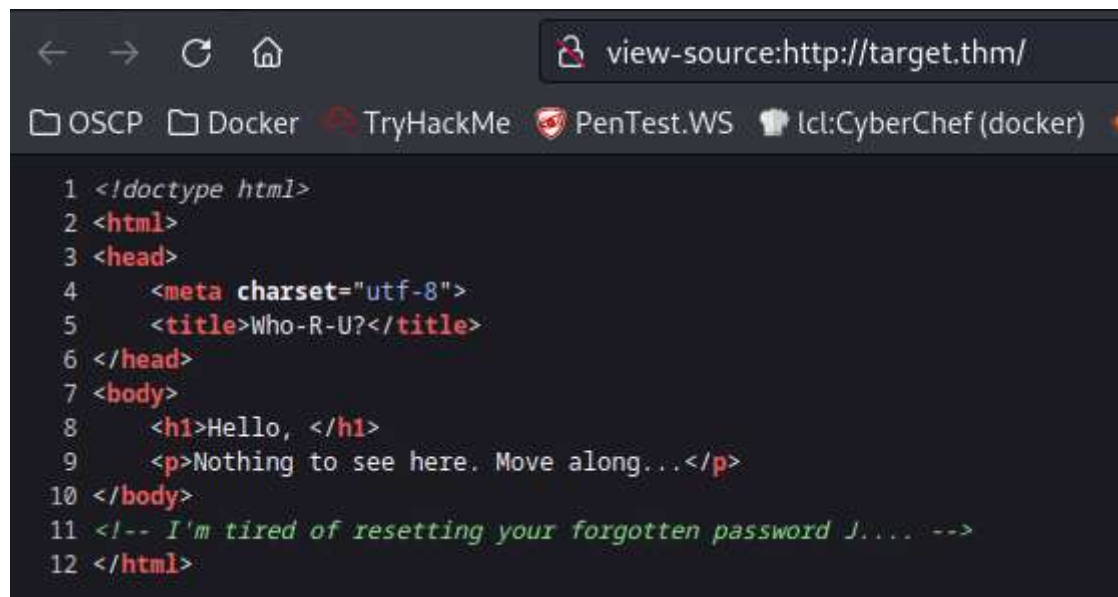 view-source:http://target.thm/
OSCP Docker TryHackMe PenTest.WS lcl:CyberChef (docker)
1 <!doctype html>
2 <html>
3 <head>
4 <meta charset="utf-8">
5 <title>Who-R-U?</title>
6 </head>
7 <body>
8 <h1>Hello, </h1>
9 <p>Nothing to see here. Move along...</p>
10 </body>
11 <!-- I'm tired of resetting your forgotten password J.... -->
12 </html>